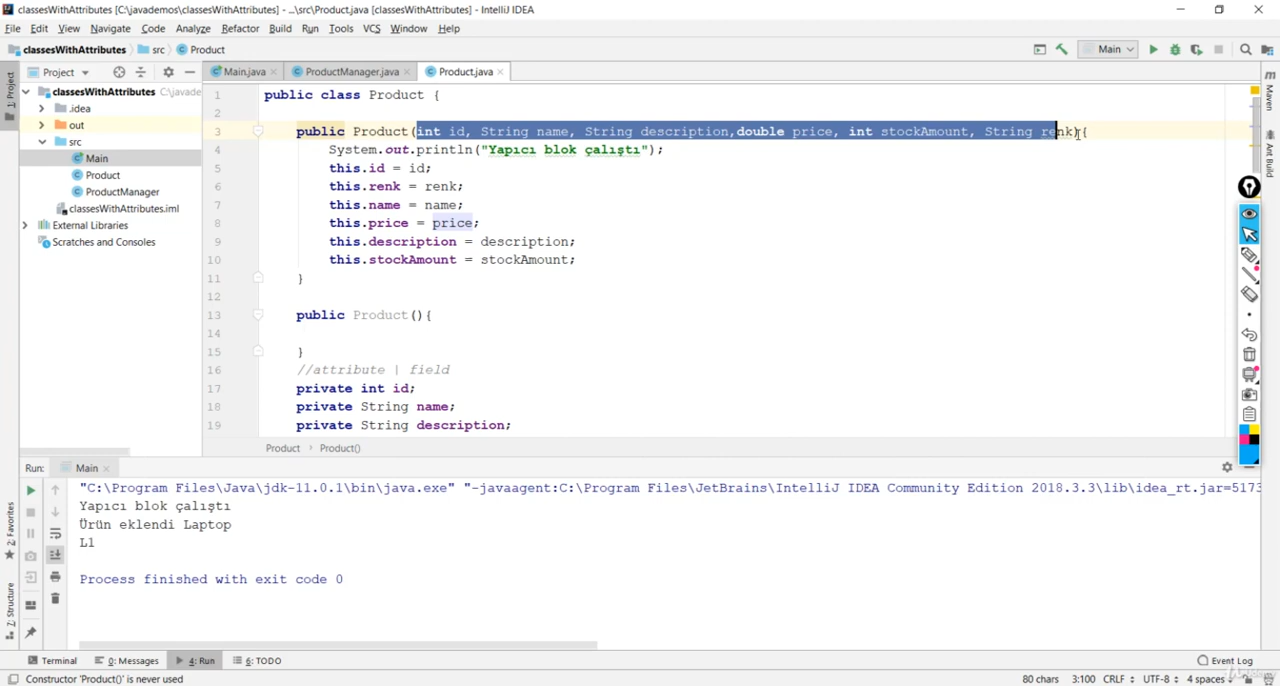 classesWithAttributes [C:\javademos\classesWithAttributes] - ...\src\Product.java [classesWithAttributes] - IntelliJ IDEA
File Edit View Navigate Code Analyze Refactor Build Run Tools VCS Window Help
classesWithAttributes src Product
Main
Project
Main.java ProductManager.java Product.java
1: Project
classesWithAttributes C:\javade
.idea
out
src
Main
Product
ProductManager
classesWithAttributes.iml
External Libraries
Scratches and Consoles
1 public class Product {
2
3 public Product(int id, String name, String description,double price, int stockAmount, String renk){
4 System.out.println("Yapıcı blok çalıştı");
5 this.id = id;
6 this.renk = renk;
7 this.name = name;
8 this.price = price;
9 this.description = description;
10 this.stockAmount = stockAmount;
11 }
12
13 public Product(){
14
15 }
16 //attribute | field
17 private int id;
18 private String name;
19 private String description;
Product Product()
Maven
Ant Build
Run: Main
"C:\Program Files\Java\jdk-11.0.1\bin\java.exe" "-javaagent:C:\Program Files\JetBrains\IntelliJ IDEA Community Edition 2018.3.3\lib\idea_rt.jar=5173
Yapıcı blok çalıştı
Ürün eklendi Laptop
L1
Process finished with exit code 0
2: Favorites
Z: Structure
Terminal 0: Messages 4: Run 6: TODO
Event Log
Constructor 'Product()' is never used
80 chars 3:100 CRLF UTF-8 4 spaces